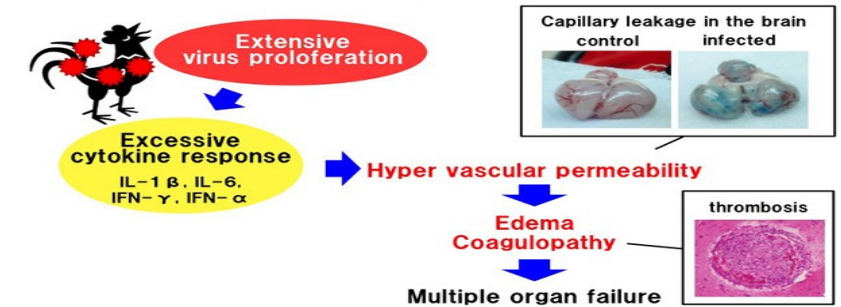 Extensive
virus proloferation
Excessive
cytokine response
IL-1 β, IL-6,
IFN-γ, IFN-α
Capillary leakage in the brain
control infected
Hyper vascular permeability
Edema
Coagulopathy
thrombosis
Multiple organ failure